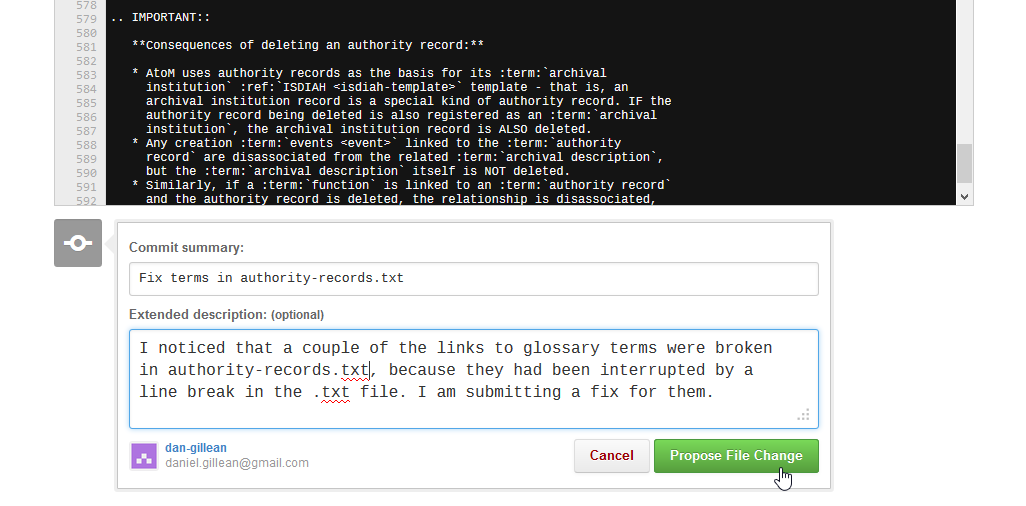 578
579 .. IMPORTANT::
580
581 **Consequences of deleting an authority record:**
582
583 * AtoM uses authority records as the basis for its :term:`archival
584 institution` :ref:`ISDIAH <isdiah-template>` template - that is, an
585 archival institution record is a special kind of authority record. IF the
586 authority record being deleted is also registered as an :term:`archival
587 institution`, the archival institution record is ALSO deleted.
588 * Any creation :term:`events <event>` linked to the :term:`authority
589 record` are disassociated from the related :term:`archival description`,
590 but the :term:`archival description` itself is NOT deleted.
591 * Similarly, if a :term:`function` is linked to an :term:`authority record`
592 and the authority record is deleted, the relationship is disassociated,
Commit summary:
Fix terms in authority-records.txt
Extended description: (optional)
I noticed that a couple of the links to glossary terms were broken
in authority-records.txt, because they had been interrupted by a
line break in the .txt file. I am submitting a fix for them.
dan-gillean
daniel.gillean@gmail.com
Cancel
Propose File Change